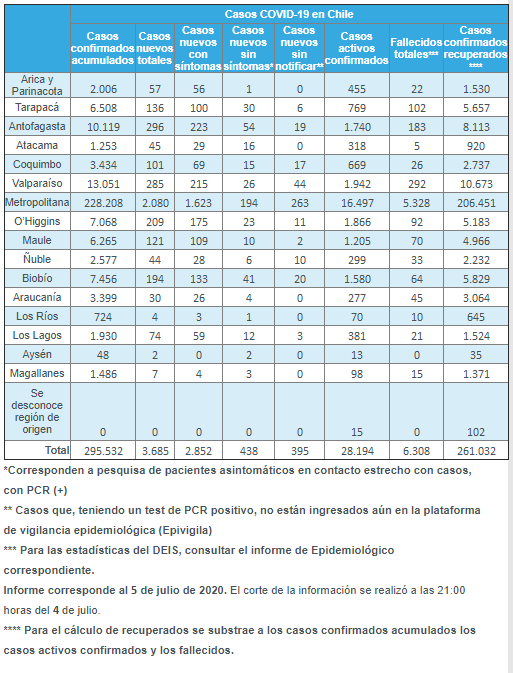 Casos COVID-19 en Chile
Casos confirmados acumulados Casos nuevos totales Casos nuevos con síntomas Casos nuevos sin síntomas* Casos nuevos sin notificar** Casos activos confirmados Fallecidos totales*** Casos confirmados recuperados ****
Arica y Parinacota 2.006 57 56 1 0 455 22 1.530
Tarapacá 6.508 136 100 30 6 769 102 5.657
Antofagasta 10.119 296 223 54 19 1.740 183 8.113
Atacama 1.253 45 29 16 0 318 5 920
Coquimbo 3.434 101 69 15 17 669 26 2.737
Valparaíso 13.051 285 215 26 44 1.942 292 10.673
Metropolitana 228.208 2.080 1.623 194 263 16.497 5.328 206.451
O'Higgins 7.068 209 175 23 11 1.866 92 5.183
Maule 6.265 121 109 10 2 1.205 70 4.966
Ñuble 2.577 44 28 6 10 299 33 2.232
Biobío 7.456 194 133 41 20 1.580 64 5.829
Araucanía 3.399 30 26 4 0 277 45 3.064
Los Ríos 724 4 3 1 0 70 10 645
Los Lagos 1.930 74 59 12 3 381 21 1.524
Aysén 48 2 0 2 0 13 0 35
Magallanes 1.486 7 4 3 0 98 15 1.371
Se desconoce región de origen 0 0 0 0 0 15 0 102
Total 295.532 3.685 2.852 438 395 28.194 6.308 261.032
*Corresponden a pesquisa de pacientes asintomáticos en contacto estrecho con casos,
con PCR (+)
** Casos que, teniendo un test de PCR positivo, no están ingresados aún en la plataforma
de vigilancia epidemiológica (Epivigila)
*** Para las estadísticas del DEIS, consultar el informe de Epidemiológico
correspondiente.
Informe corresponde al 5 de julio de 2020. El corte de la información se realizó a las 21:00
horas del 4 de julio.
**** Para el cálculo de recuperados se substrae a los casos confirmados acumulados los
casos activos confirmados y los fallecidos.